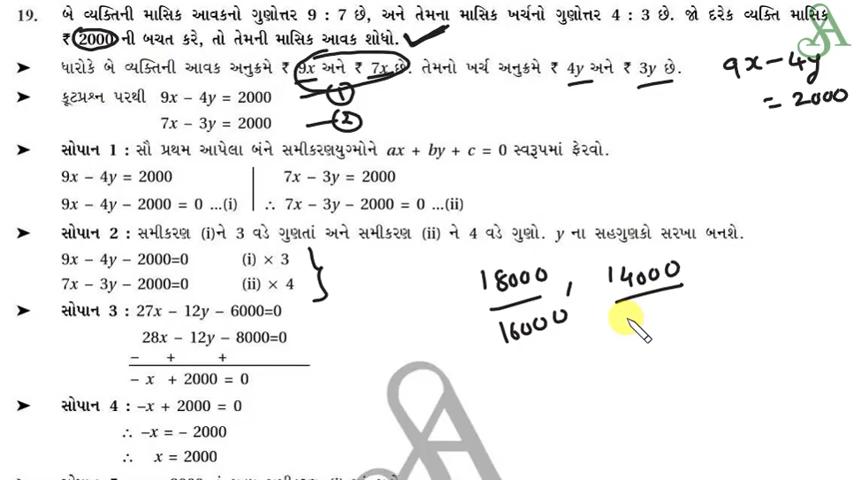 19. બે વ્યક્તિની માસિક આવકનો ગુણોત્તર 9 : 7 છે, અને તેમના માસિક ખર્ચનો ગુણોત્તર 4 : 3 છે. જો દરેક વ્યક્તિ માસિક
₹ 2000 ની બચત કરે, તો તેમની માસિક આવક શોધો.
➤ ધારોકે બે વ્યક્તિની આવક અનુક્રમે ₹ 9x અને ₹ 7x છે. તેમનો ખર્ચ અનુક્રમે ₹ 4y અને ₹ 3y છે.
9x – 4y
= 2000
➤ કૂટપ્રશ્ન પરથી 9x – 4y = 2000 — 1
7x – 3y = 2000 — 2
➤ સોપાન 1 : સૌ પ્રથમ આપેલા બંને સમીકરણયુગ્મોને ax + by + c = 0 સ્વરૂપમાં ફેરવો.
9x – 4y = 2000 7x – 3y = 2000
9x – 4y – 2000 = 0 ...(i) ∴ 7x – 3y – 2000 = 0 ...(ii)
➤ સોપાન 2 : સમીકરણ (i)ને 3 વડે ગુણતાં અને સમીકરણ (ii) ને 4 વડે ગુણો. y ના સહગુણકો સરખા બનશે.
9x – 4y – 2000=0 (i) × 3
7x – 3y – 2000=0 (ii) × 4
18000 , 14000
16000
➤ સોપાન 3 : 27x – 12y – 6000=0
28x – 12y – 8000=0
– + +
– x + 2000 = 0
➤ સોપાન 4 : –x + 2000 = 0
∴ –x = – 2000
∴ x = 2000